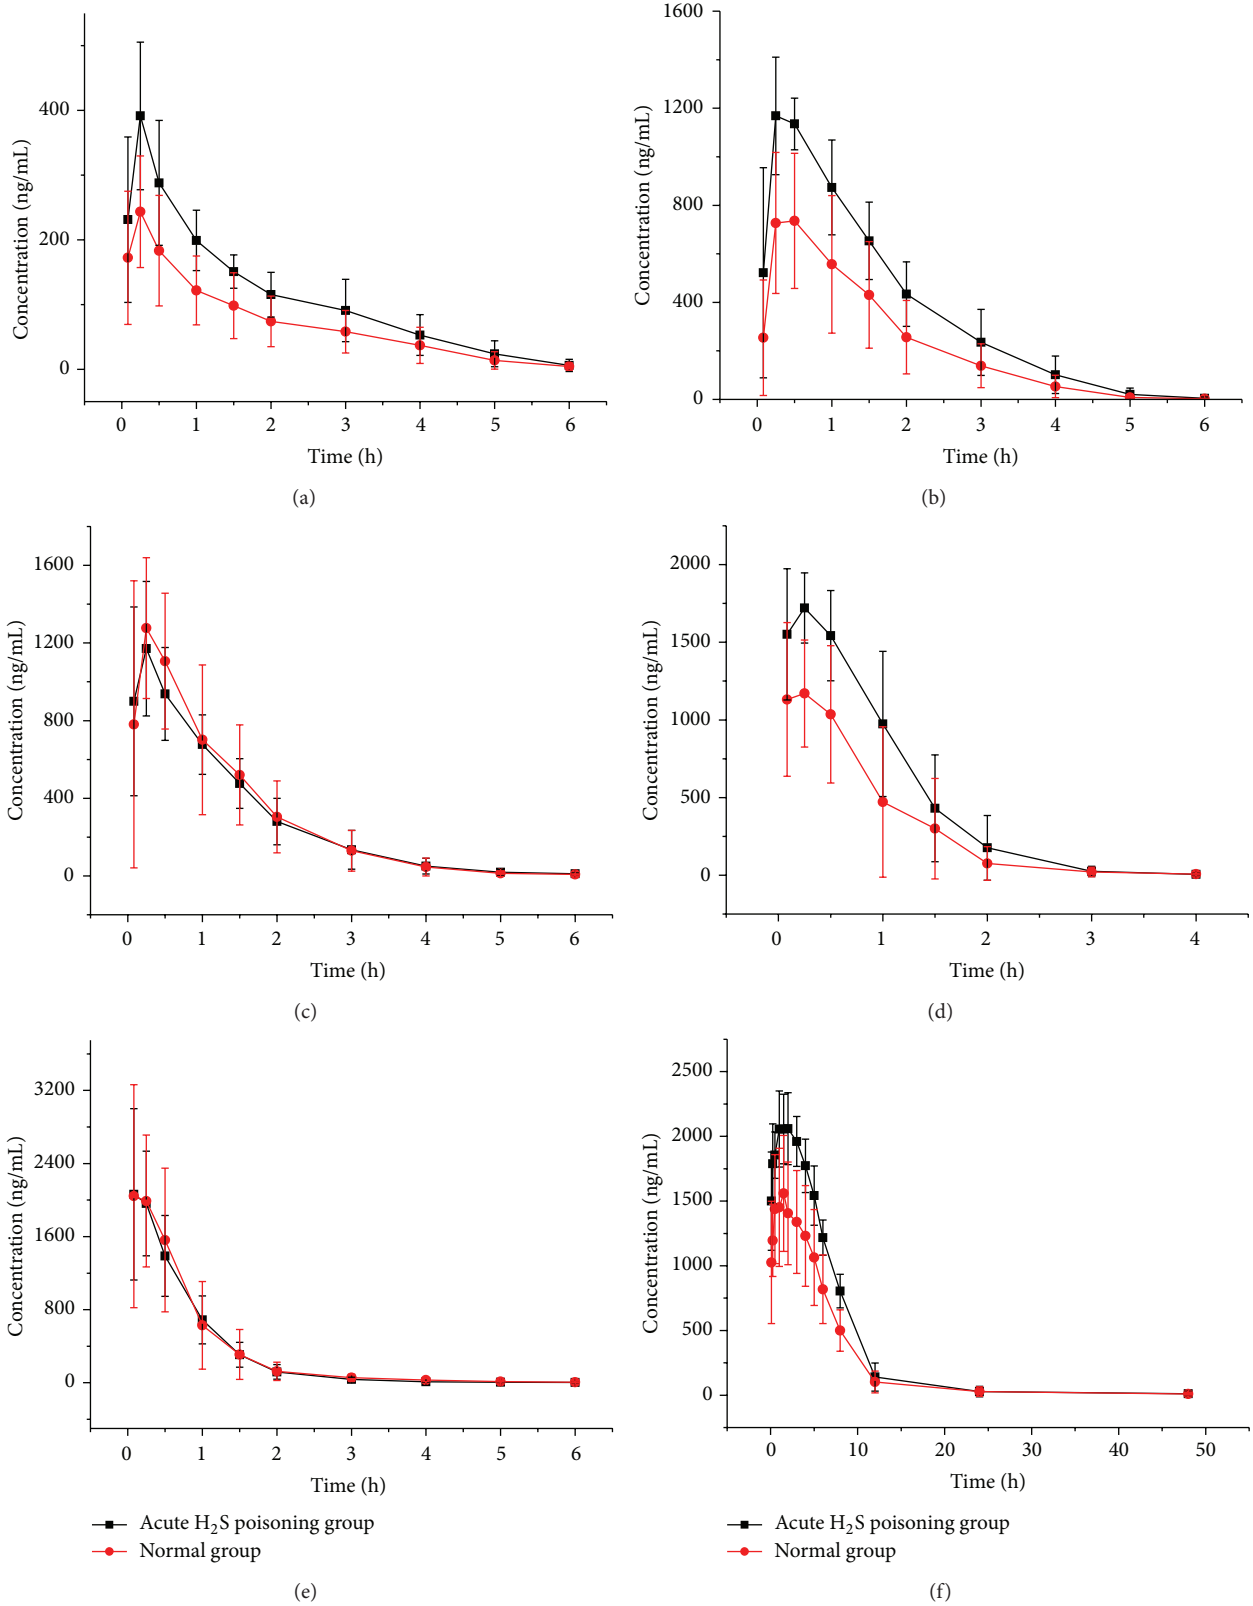 Concentration (ng/mL)
400
200
0
0 1 2 3 4 5 6
Time (h)
(a)
Concentration (ng/mL)
1600
1200
800
400
0
0 1 2 3 4 5 6
Time (h)
(b)
Concentration (ng/mL)
1600
1200
800
400
0
0 1 2 3 4 5 6
Time (h)
(c)
Concentration (ng/mL)
2000
1500
1000
500
0
0 1 2 3 4
Time (h)
(d)
Concentration (ng/mL)
3200
2400
1600
800
0
0 1 2 3 4 5 6
Time (h)
Acute H₂S poisoning group
Normal group
(e)
Concentration (ng/mL)
2500
2000
1500
1000
500
0
0 10 20 30 40 50
Time (h)
Acute H₂S poisoning group
Normal group
(f)